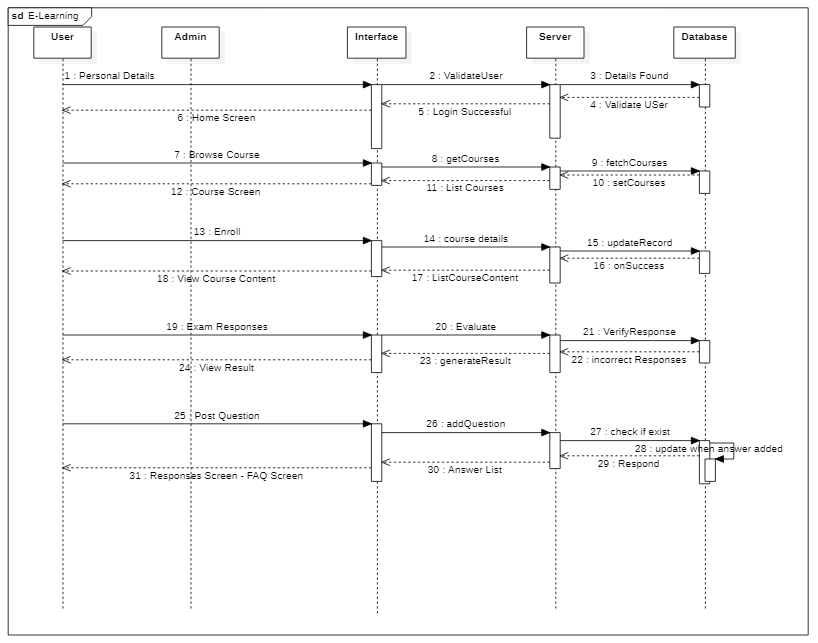 sd E-Learning
User
Admin
Interface
Server
Database
1 : Personal Details
2 : ValidateUser
3 : Details Found
4 : Validate USer
5 : Login Successful
6 : Home Screen
7 : Browse Course
8 : getCourses
9 : fetchCourses
10 : setCourses
11 : List Courses
12 : Course Screen
13 : Enroll
14 : course details
15 : updateRecord
16 : onSuccess
17 : ListCourseContent
18 : View Course Content
19 : Exam Responses
20 : Evaluate
21 : VerifyResponse
22 : incorrect Responses
23 : generateResult
24 : View Result
25 : Post Question
26 : addQuestion
27 : check if exist
28 : update when answer added
29 : Respond
30 : Answer List
31 : Responses Screen - FAQ Screen